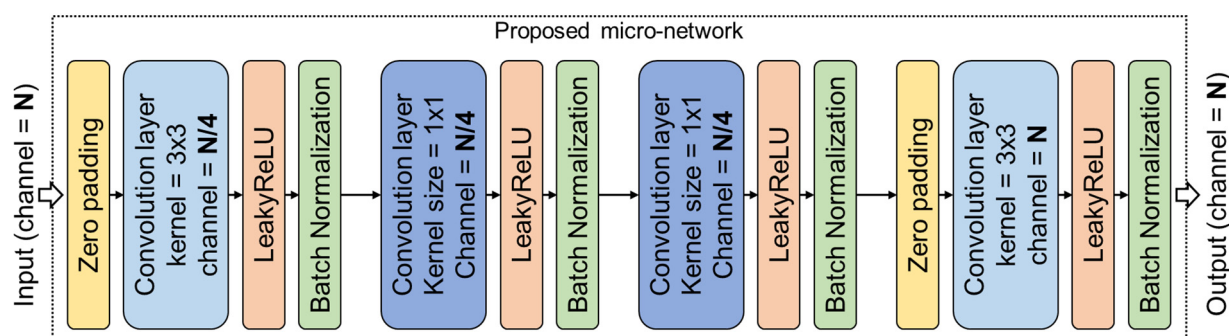 Proposed micro-network
Input (channel = N)
Zero padding
Convolution layer
kernel = 3x3
channel = N/4
LeakyReLU
Batch Normalization
Convolution layer
Kernel size = 1x1
Channel = N/4
LeakyReLU
Batch Normalization
Convolution layer
Kernel size = 1x1
Channel = N/4
LeakyReLU
Batch Normalization
Zero padding
Convolution layer
kernel = 3x3
channel = N
LeakyReLU
Batch Normalization
Output (channel = N)